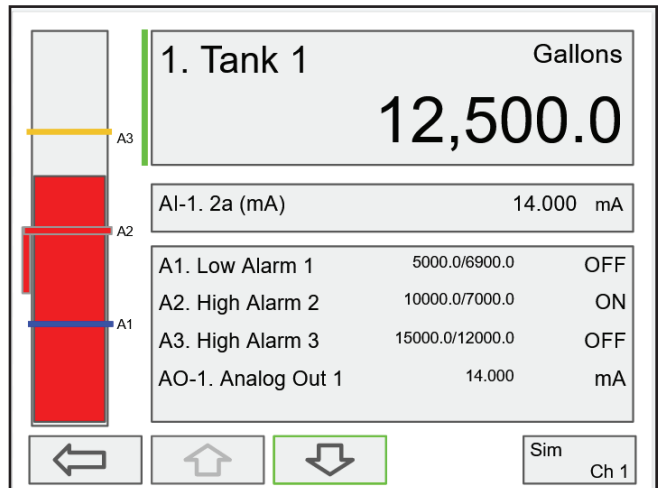 1. Tank 1 Gallons
12,500.0
A3
AI-1. 2a (mA) 14.000 mA
A2
A1. Low Alarm 1 5000.0/6900.0 OFF
A2. High Alarm 2 10000.0/7000.0 ON
A1
A3. High Alarm 3 15000.0/12000.0 OFF
AO-1. Analog Out 1 14.000 mA
Sim
Ch 1